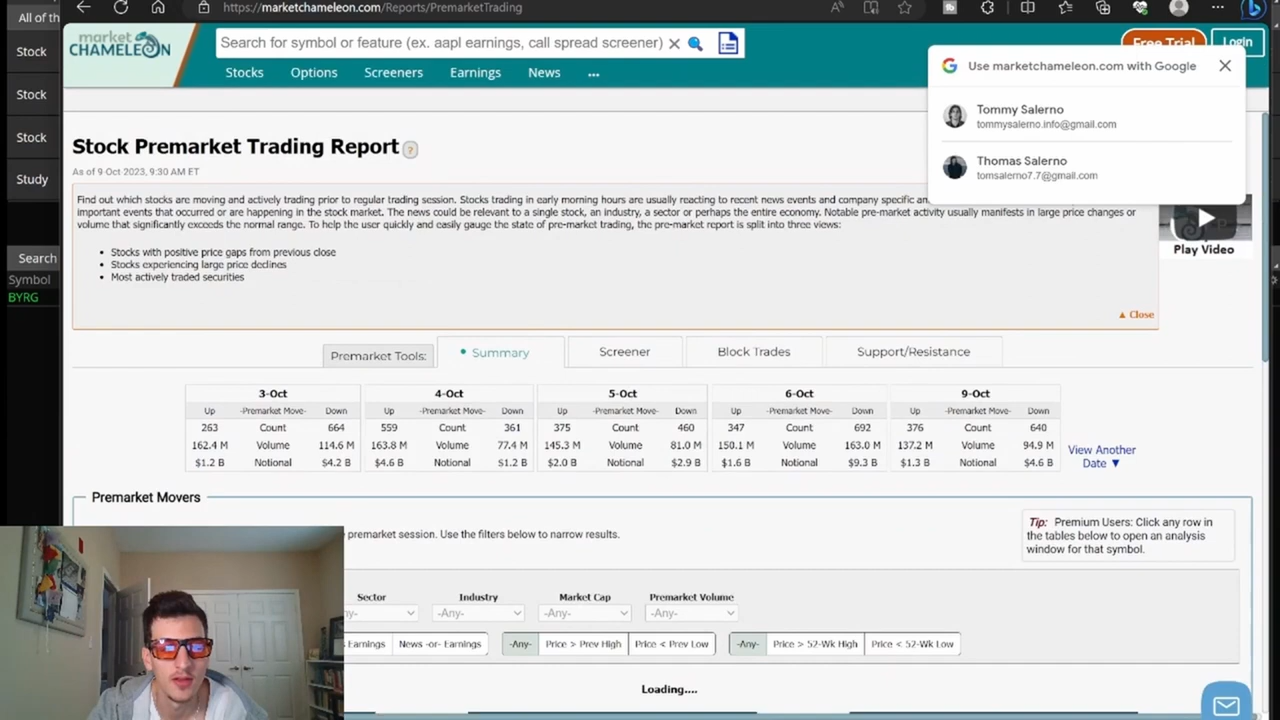 All of th
https://marketchameleon.com/Reports/PremarketTrading
Stock
Stock
Stock
Study
Search
Symbol
BYRG
market
CHAMELEON
Search for symbol or feature (ex. aapl earnings, call spread screener)
Free Trial
Login
Stocks
Options
Screeners
Earnings
News
...
Use marketchameleon.com with Google
Tommy Salerno
tommysalerno.info@gmail.com
Thomas Salerno
tomsalerno7.7@gmail.com
Stock Premarket Trading Report ?
As of 9-Oct 2023, 9:30 AM ET
Find out which stocks are moving and actively trading prior to regular trading session. Stocks trading in early morning hours are usually reacting to recent news events and company specific an
important events that occurred or are happening in the stock market. The news could be relevant to a single stock, an industry, a sector or perhaps the entire economy. Notable pre-market activity usually manifests in large price changes or
volume that significantly exceeds the normal range. To help the user quickly and easily gauge the state of pre-market trading, the pre-market report is split into three views:
• Stocks with positive price gaps from previous close
• Stocks experiencing large price declines
• Most actively traded securities
▲ Close
Play Video
Premarket Tools:
• Summary
Screener
Block Trades
Support/Resistance
3-Oct 4-Oct 5-Oct 6-Oct 9-Oct
Up -Premarket Move- Down Up -Premarket Move- Down Up -Premarket Move- Down Up -Premarket Move- Down Up -Premarket Move- Down
263 Count 664 559 Count 361 375 Count 460 347 Count 692 376 Count 640
162.4 M Volume 114.6 M 163.8 M Volume 77.4 M 145.3 M Volume 81.0 M 150.1 M Volume 163.0 M 137.2 M Volume 94.9 M
$1.2 B Notional $4.2 B $4.6 B Notional $1.2 B $2.0 B Notional $2.9 B $1.6 B Notional $9.3 B $1.3 B Notional $4.6 B
View Another
Date ▼
Premarket Movers
premarket session. Use the filters below to narrow results.
Tip: Premium Users: Click any row in
the tables below to open an analysis
window for that symbol.
Sector
Industry
Market Cap
Premarket Volume
ny-
-Any-
-Any-
-Any-
Earnings
News -or- Earnings
-Any-
Price > Prev High
Price < Prev Low
-Any-
Price > 52-Wk High
Price < 52-Wk Low
Loading....